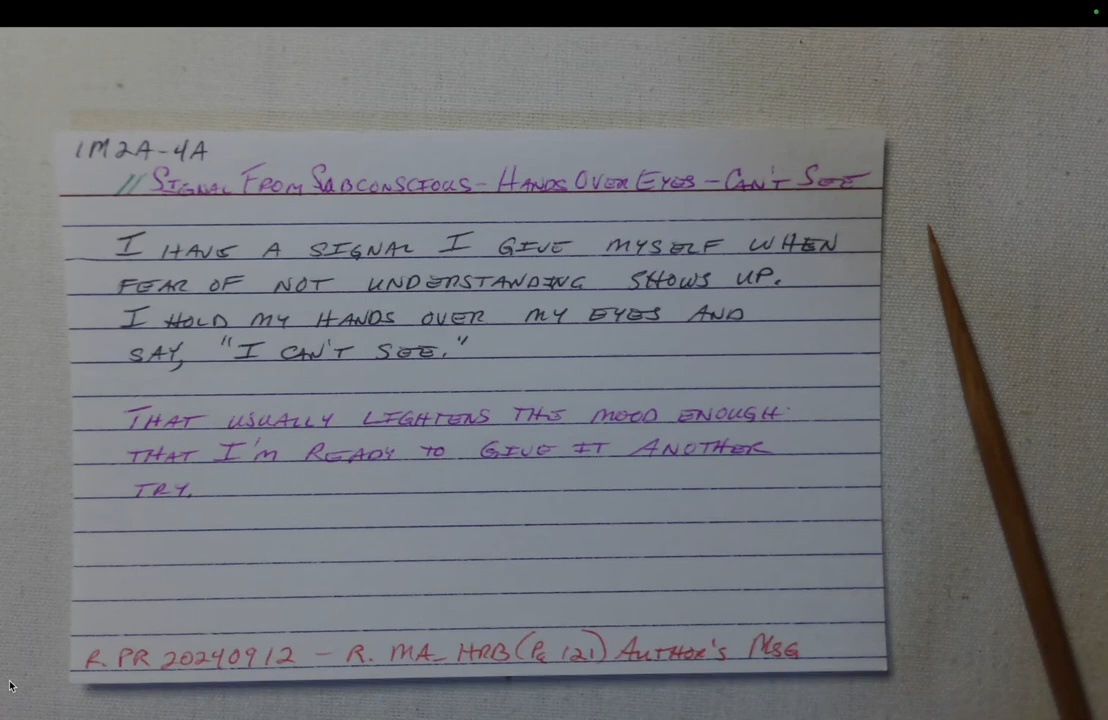 1M2A-4A
// SIGNAL FROM SUBCONSCIOUS - HANDS OVER EYES - CAN'T SEE
I HAVE A SIGNAL I GIVE MYSELF WHEN
FEAR OF NOT UNDERSTANDING SHOWS UP.
I HOLD MY HANDS OVER MY EYES AND
SAY, "I CAN'T SEE."
THAT USUALLY LIGHTENS THE MOOD ENOUGH
THAT I'M READY TO GIVE IT ANOTHER
TRY.
R. PR 20240912 - R. MA_HRB (PG 121) AUTHOR'S MSG